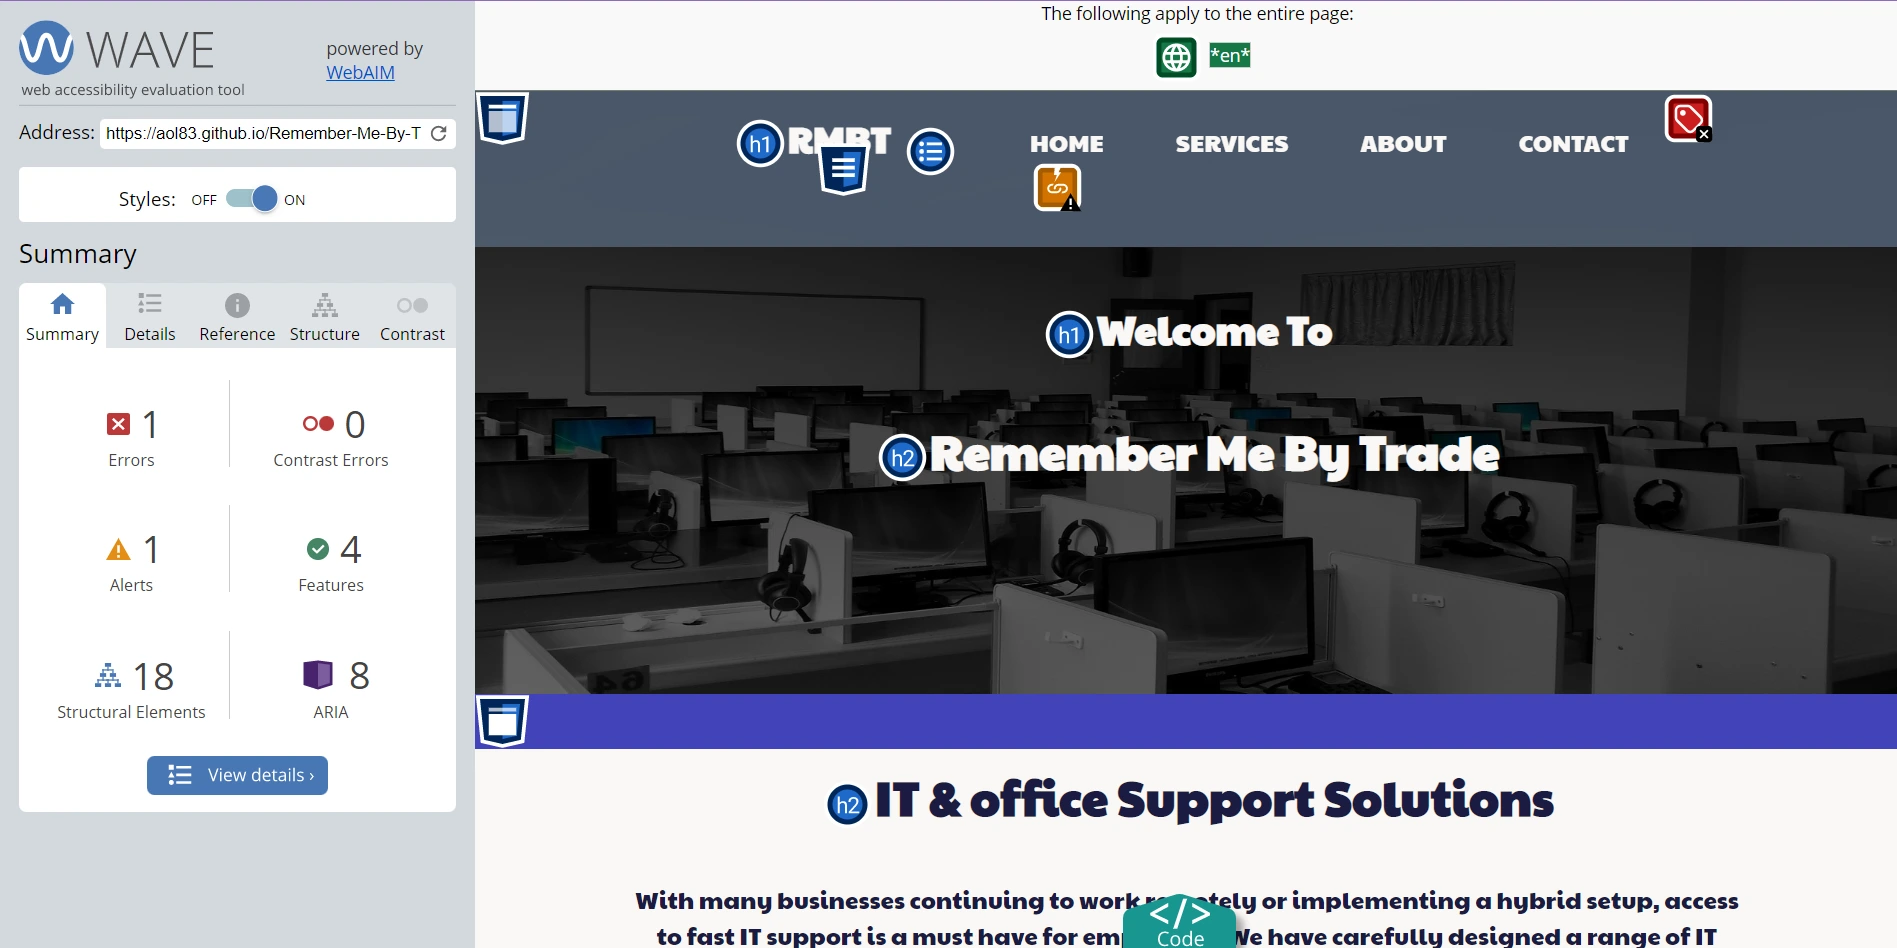 WAVE
powered by
WebAIM
web accessibility evaluation tool
Address: https://aol83.github.io/Remember-Me-By-T
Styles: OFF ON
Summary
Summary Details Reference Structure Contrast
1 0
Errors Contrast Errors
1 4
Alerts Features
18 8
Structural Elements ARIA
View details ›
The following apply to the entire page:
*en*
h1 RMBT HOME SERVICES ABOUT CONTACT
h1 Welcome To
h2 Remember Me By Trade
h2 IT & office Support Solutions
With many businesses continuing to work or implementing a hybrid setup, access
to fast IT support is a must have for We have carefully designed a range of IT
</> Code